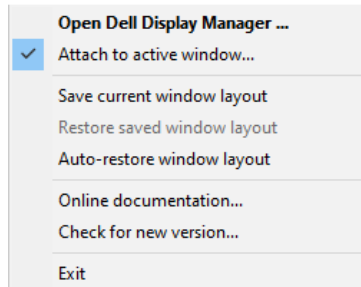 Open Dell Display Manager ...
Attach to active window...
Save current window layout
Restore saved window layout
Auto-restore window layout
Online documentation...
Check for new version...
Exit